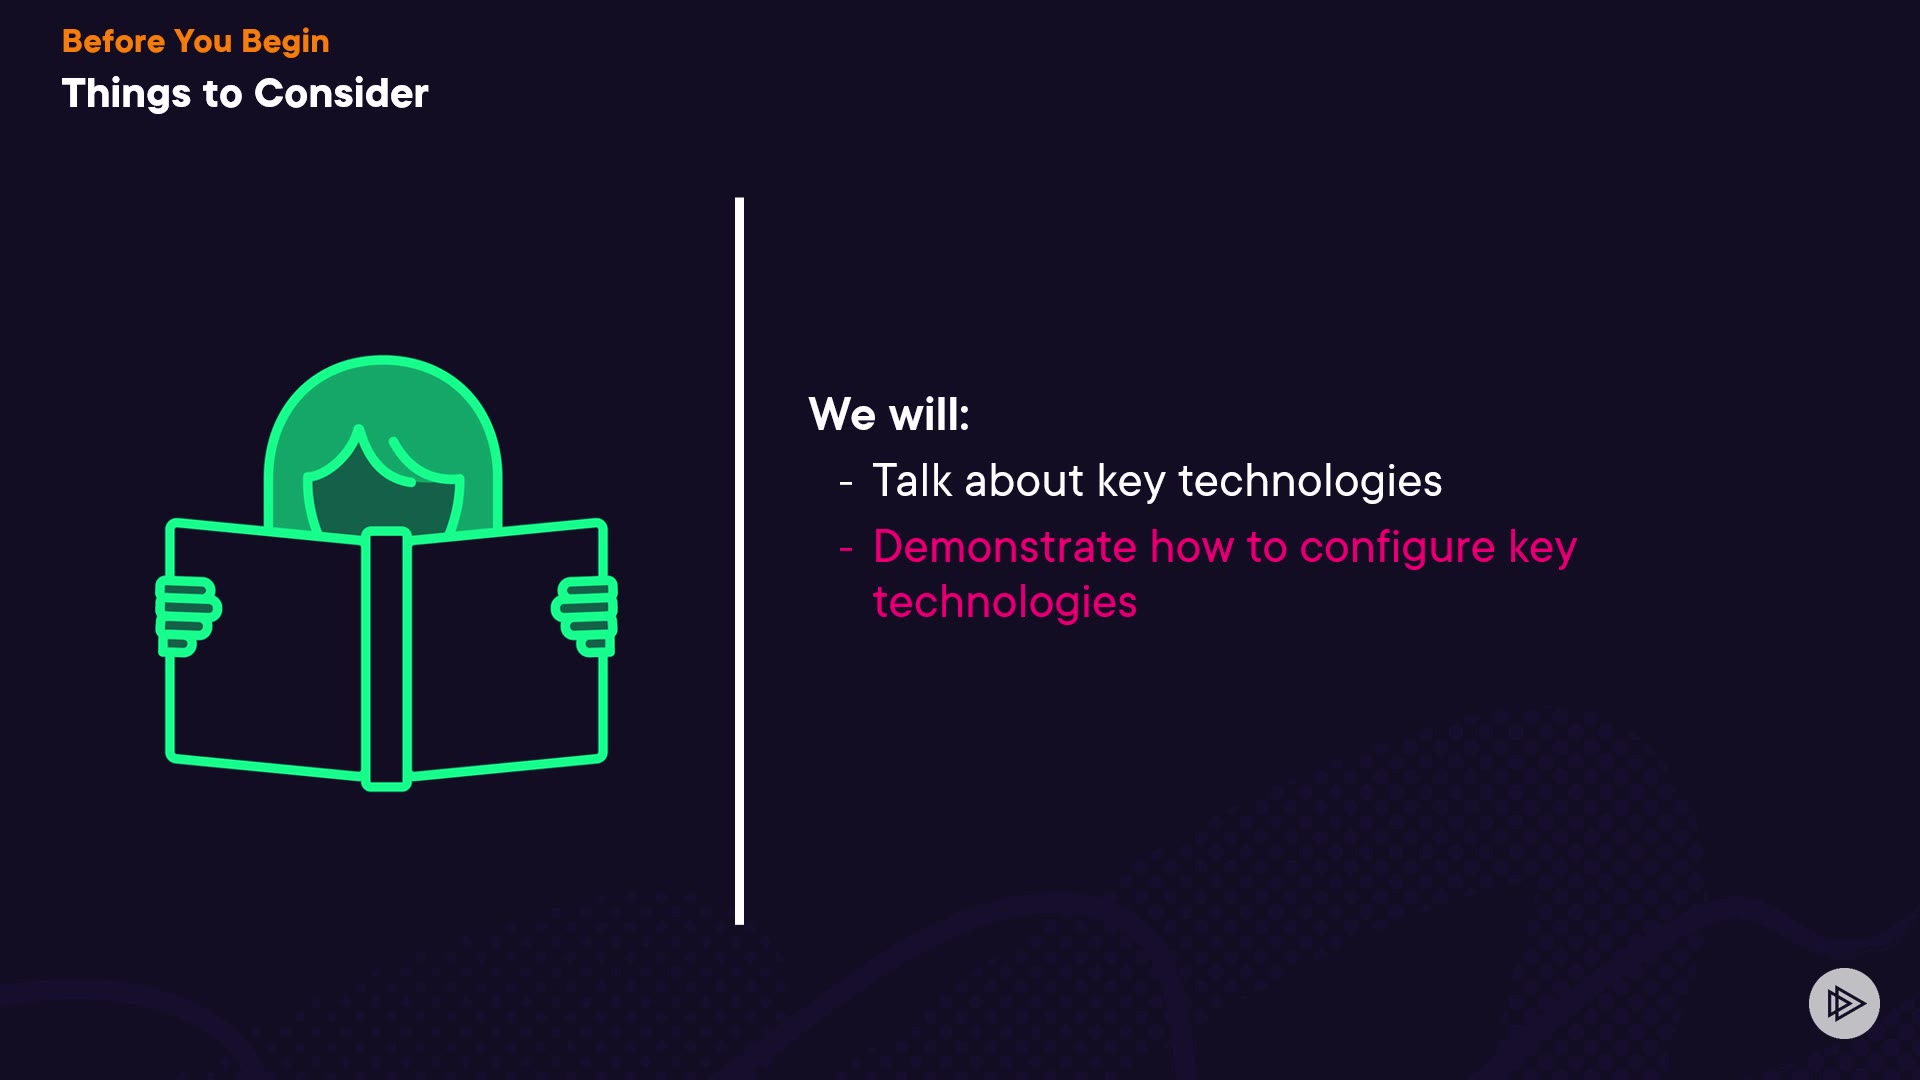 Before You Begin
Things to Consider
We will:
- Talk about key technologies
- Demonstrate how to configure key
technologies